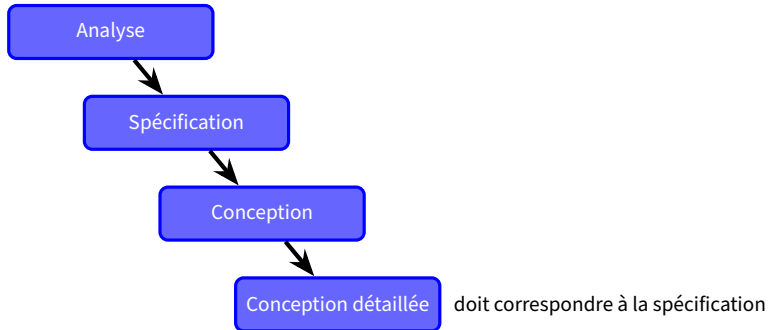 Analyse
Spécification
Conception
Conception détaillée doit correspondre à la spécification